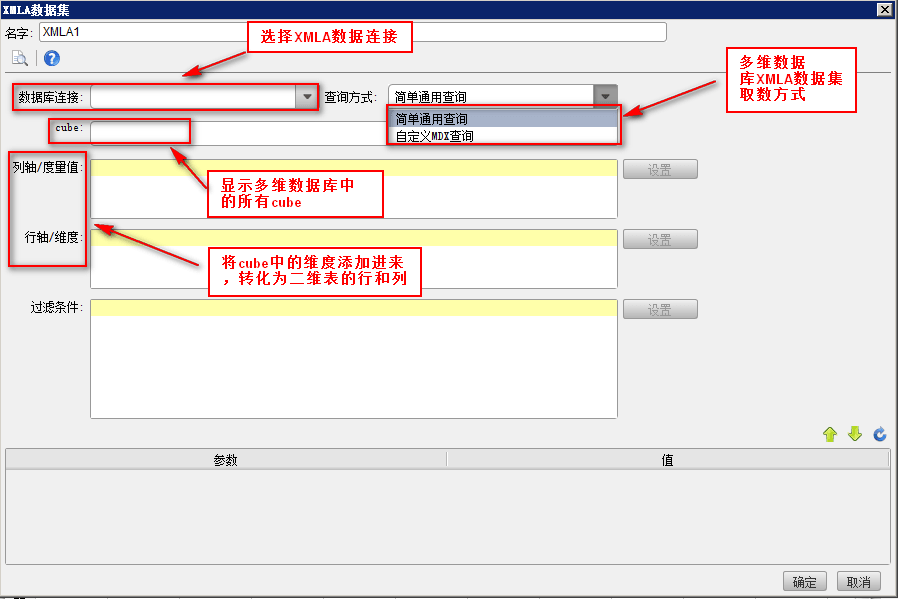 XMLA数据集
名字:
XMLA1
选择XMLA数据连接
数据库连接:
查询方式:
简单通用查询
多维数据
库XMLA数据集
取数方式
简单通用查询
自定义MDX查询
cube:
列轴/度量值:
设置
显示多维数据库中
的所有cube
行轴/维度:
设置
将cube中的维度添加进来
，转化为二维表的行和列
过滤条件:
设置
参数
值
确定
取消